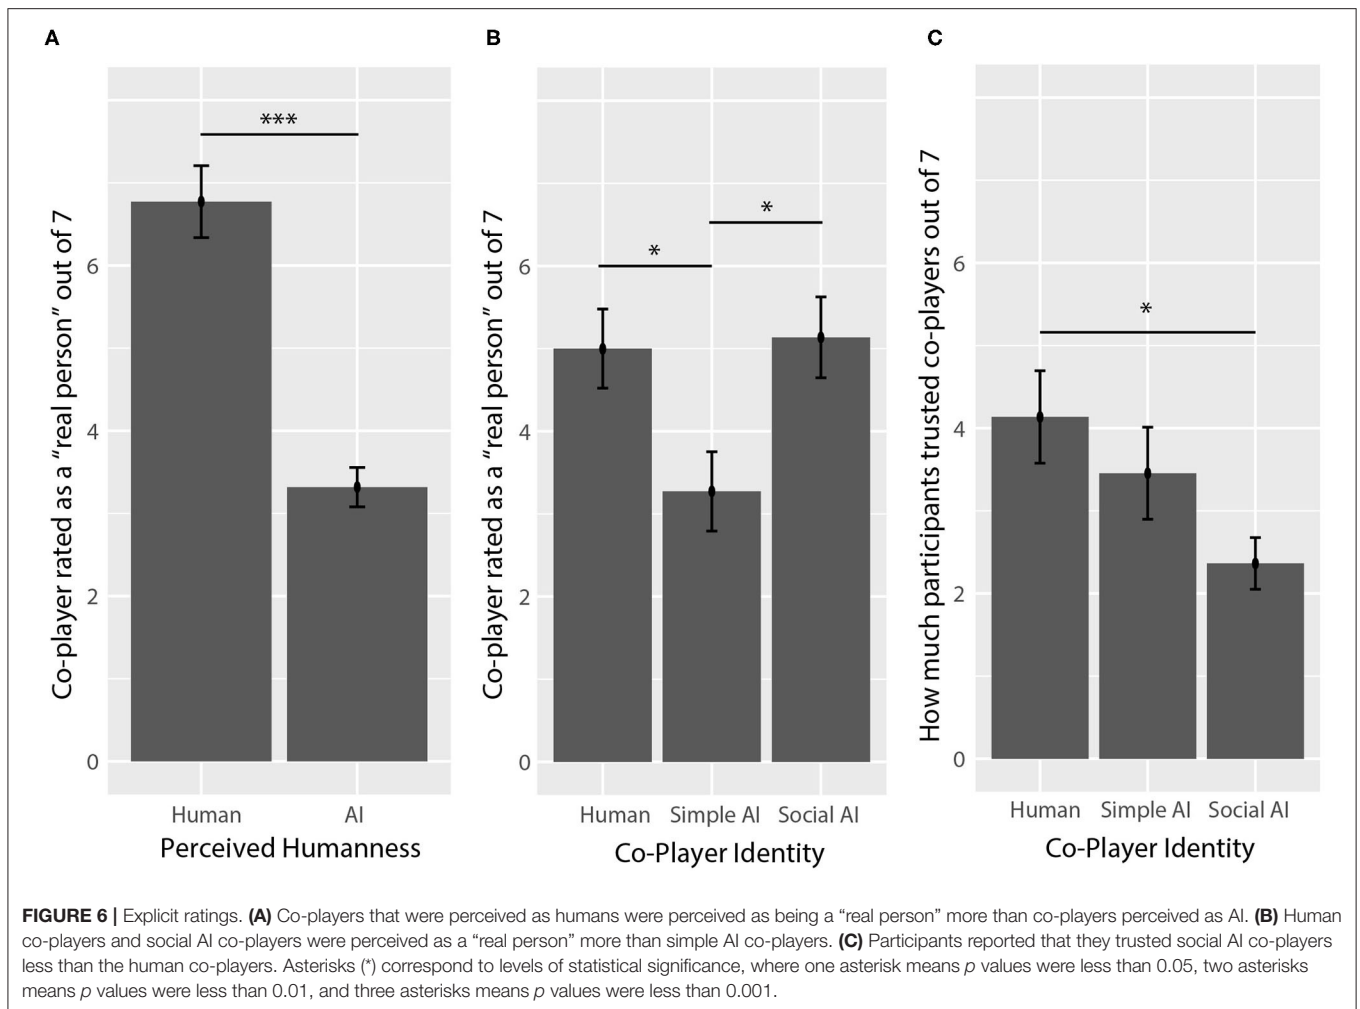 A
B
C
***
*
*
*
Co-player rated as a “real person” out of 7
6
4
2
0
Human
AI
Perceived Humanness
Co-player rated as a “real person” out of 7
6
4
2
0
Human
Simple AI
Social AI
Co-Player Identity
How much participants trusted co-players out of 7
6
4
2
0
Human
Simple AI
Social AI
Co-Player Identity
FIGURE 6 | Explicit ratings. (A) Co-players that were perceived as humans were perceived as being a “real person” more than co-players perceived as AI. (B) Human
co-players and social AI co-players were perceived as a “real person” more than simple AI co-players. (C) Participants reported that they trusted social AI co-players
less than the human co-players. Asterisks (*) correspond to levels of statistical significance, where one asterisk means p values were less than 0.05, two asterisks
means p values were less than 0.01, and three asterisks means p values were less than 0.001.